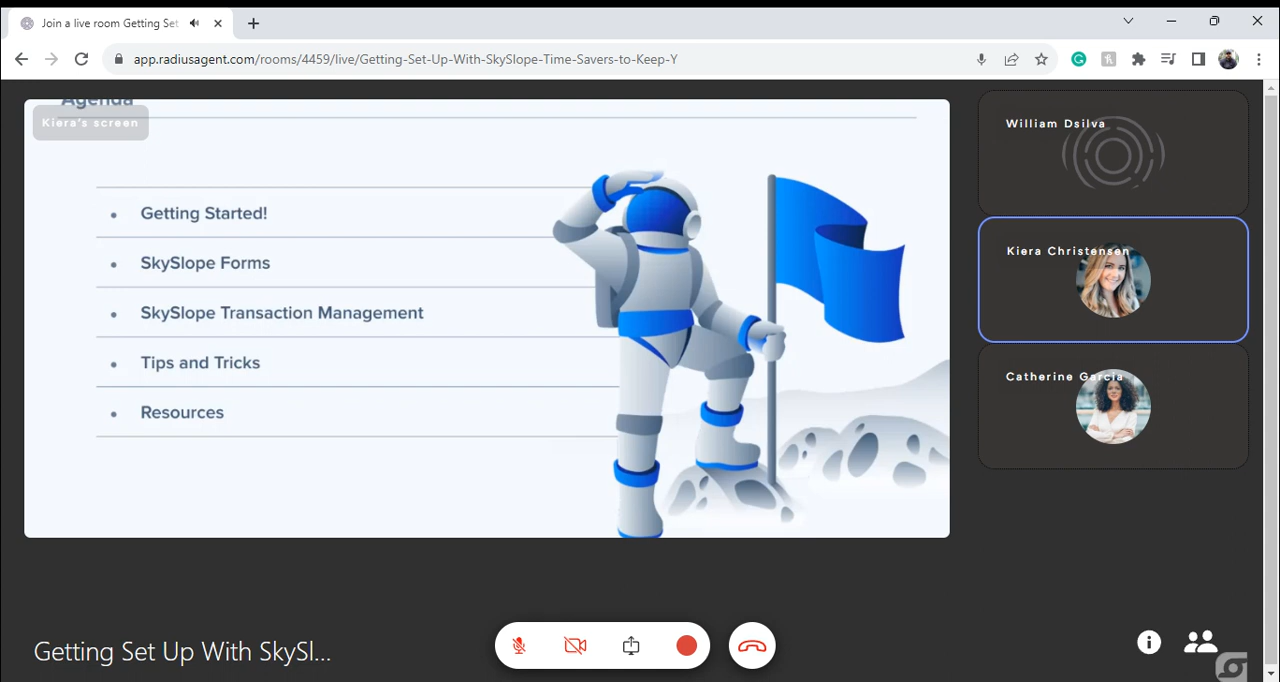 Join a live room Getting Set
app.radiusagent.com/rooms/4459/live/Getting-Set-Up-With-SkySlope-Time-Savers-to-Keep-Y
Agenda
Kiera's screen
Getting Started!
SkySlope Forms
SkySlope Transaction Management
Tips and Tricks
Resources
William Dsilva
Kiera Christensen
Catherine Garcia
Getting Set Up With SkySl...